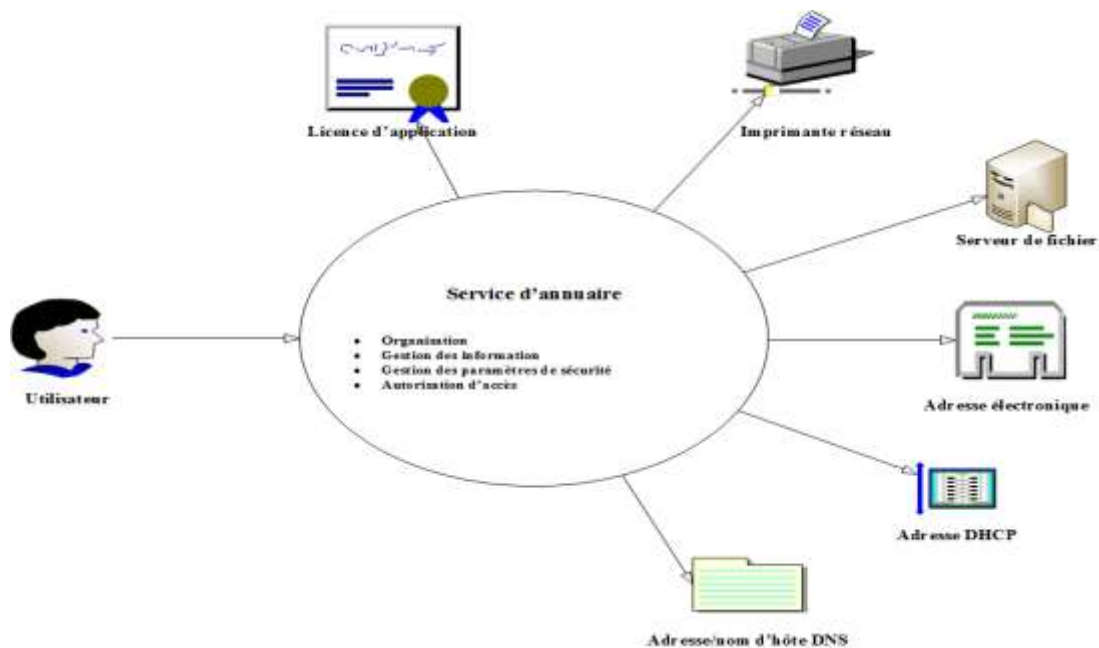 Licence d'application
Imprimante réseau
Serveur de fichier
Service d'annuaire
• Organisation
• Gestion des Information
• Gestion des paramètres de sécurité
• Autorisation d'accès
Utilisateur
Adresse électronique
Adresse DHCP
Adresse/nom d'hôte DNS